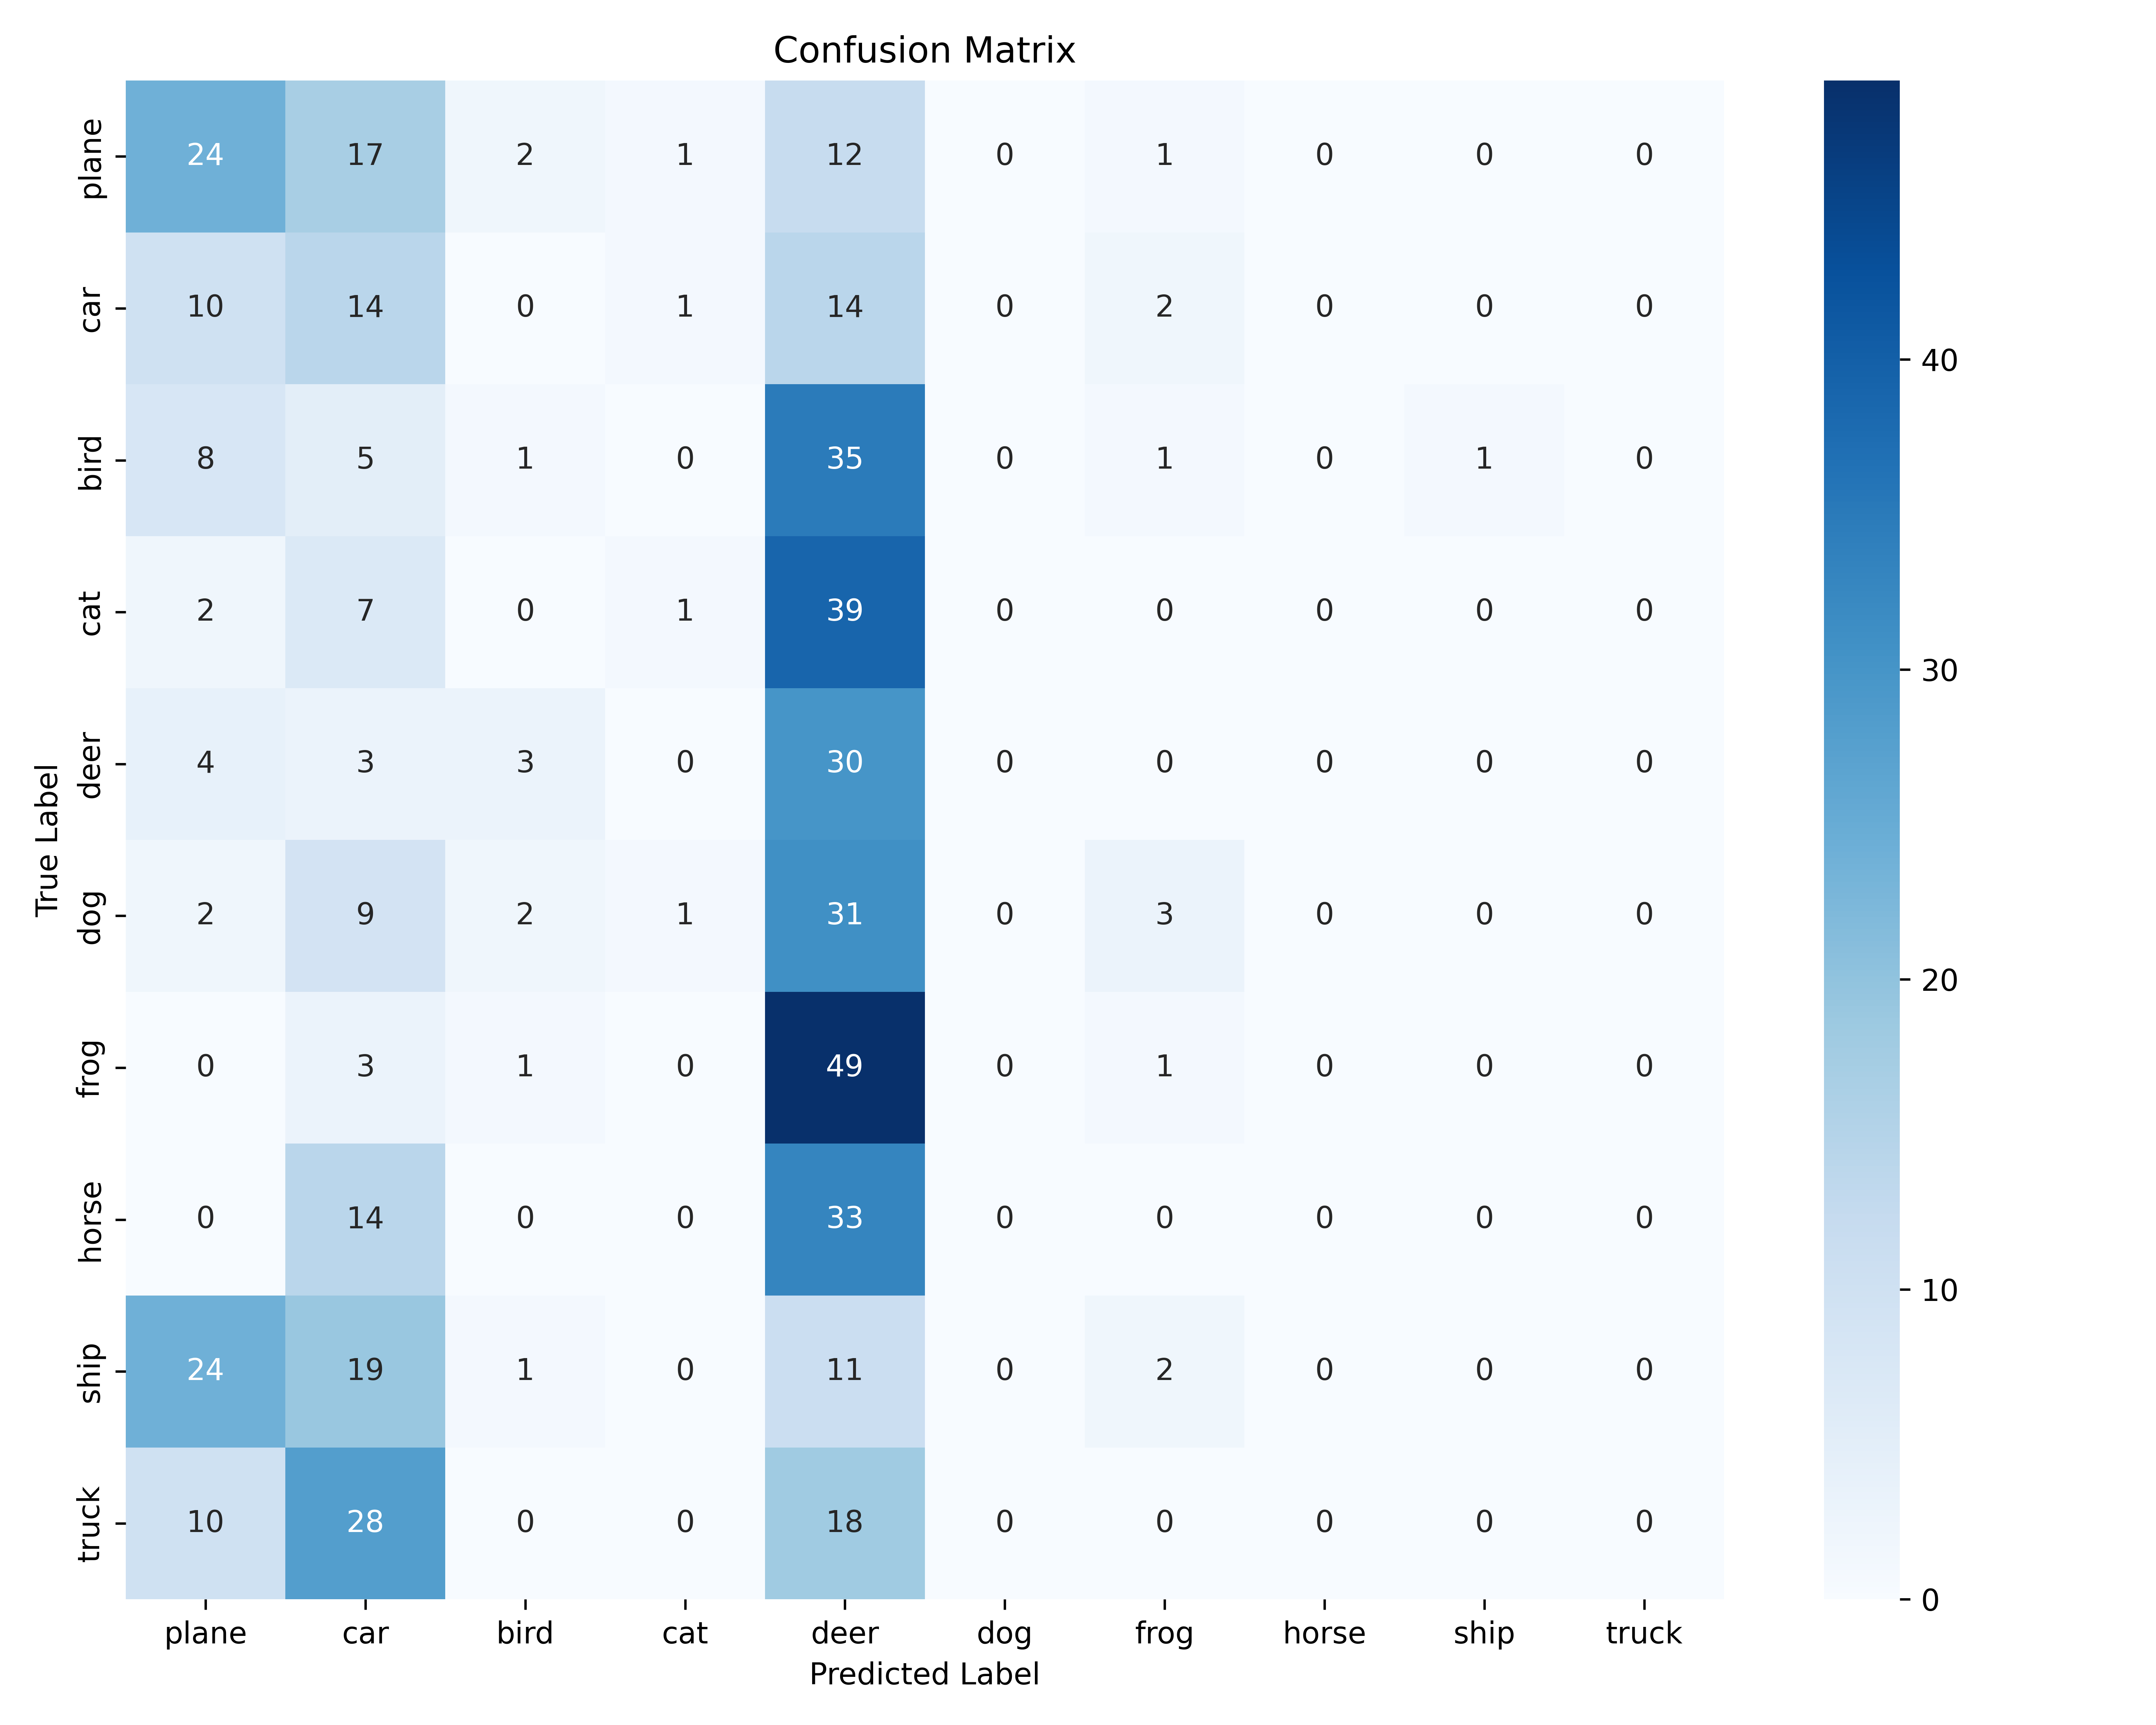 Confusion Matrix
plane 24 17 2 1 12 0 1 0 0 0
car 10 14 0 1 14 0 2 0 0 0
40
bird 8 5 1 0 35 0 1 0 1 0
cat 2 7 0 1 39 0 0 0 0 0
30
deer 4 3 3 0 30 0 0 0 0 0
True Label
dog 2 9 2 1 31 0 3 0 0 0
20
frog 0 3 1 0 49 0 1 0 0 0
horse 0 14 0 0 33 0 0 0 0 0
10
ship 24 19 1 0 11 0 2 0 0 0
truck 10 28 0 0 18 0 0 0 0 0
0
plane car bird cat deer dog frog horse ship truck
Predicted Label